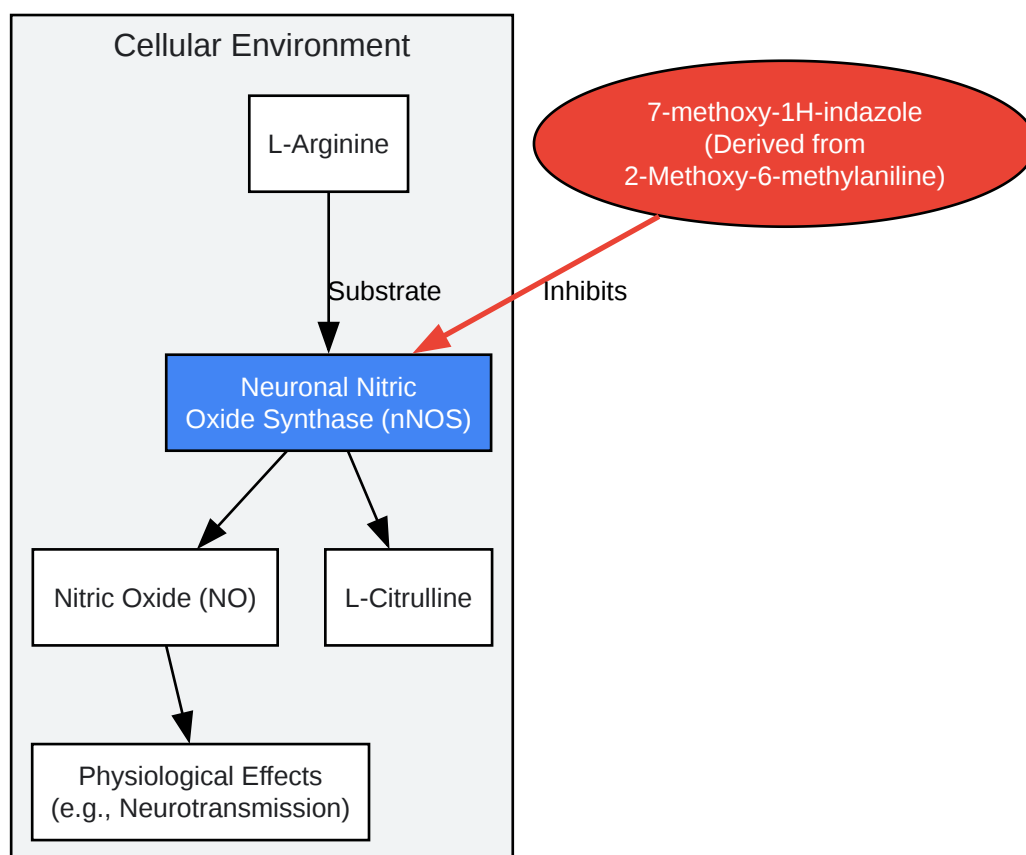 Cellular Environment
L-Arginine
7-methoxy-1H-indazole
(Derived from
2-Methoxy-6-methylaniline)
Substrate
Inhibits
Neuronal Nitric
Oxide Synthase (nNOS)
Nitric Oxide (NO)
L-Citrulline
Physiological Effects
(e.g., Neurotransmission)